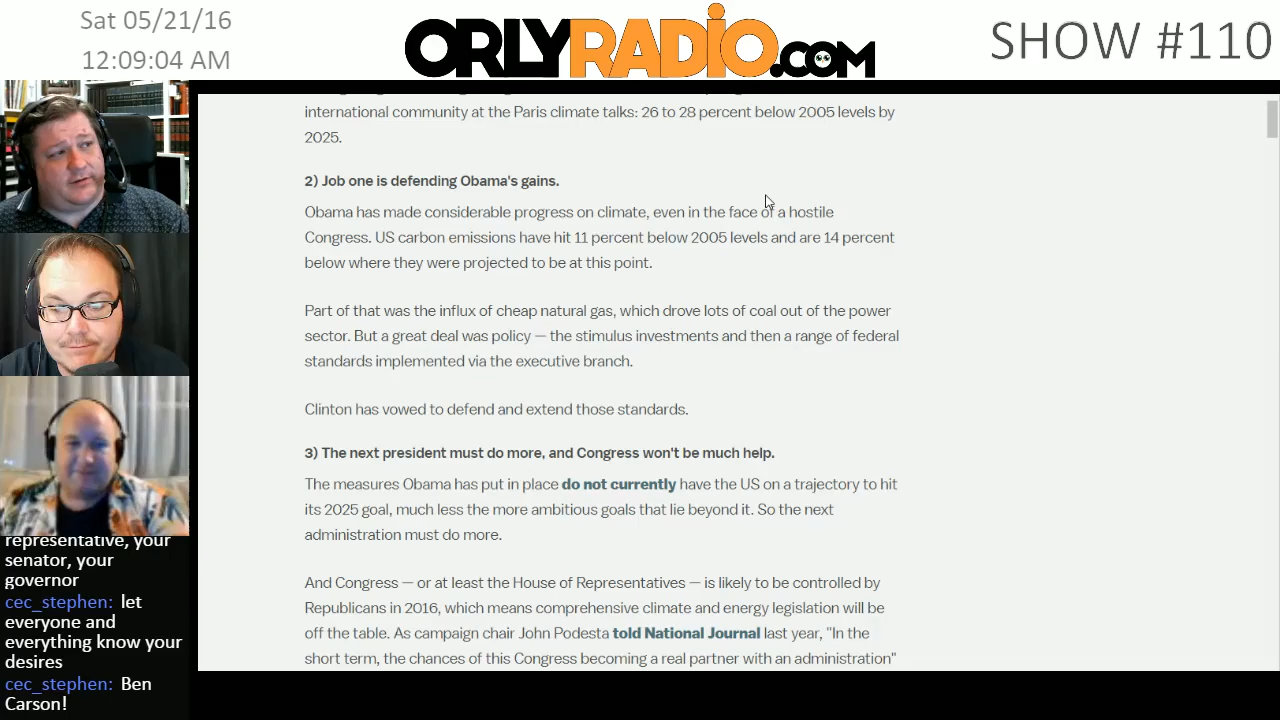 Sat 05/21/16
12:09:04 AM
ORLYRADiO.COM
SHOW #110
international community at the Paris climate talks: 26 to 28 percent below 2005 levels by
2025.
2) Job one is defending Obama's gains.
Obama has made considerable progress on climate, even in the face of a hostile
Congress. US carbon emissions have hit 11 percent below 2005 levels and are 14 percent
below where they were projected to be at this point.
Part of that was the influx of cheap natural gas, which drove lots of coal out of the power
sector. But a great deal was policy — the stimulus investments and then a range of federal
standards implemented via the executive branch.
Clinton has vowed to defend and extend those standards.
3) The next president must do more, and Congress won't be much help.
The measures Obama has put in place do not currently have the US on a trajectory to hit
its 2025 goal, much less the more ambitious goals that lie beyond it. So the next
administration must do more.
And Congress — or at least the House of Representatives — is likely to be controlled by
Republicans in 2016, which means comprehensive climate and energy legislation will be
off the table. As campaign chair John Podesta told National Journal last year, "In the
short term, the chances of this Congress becoming a real partner with an administration"
representative, your
senator, your
governor
cec_stephen: let
everyone and
everything know your
desires
cec_stephen: Ben
Carson!